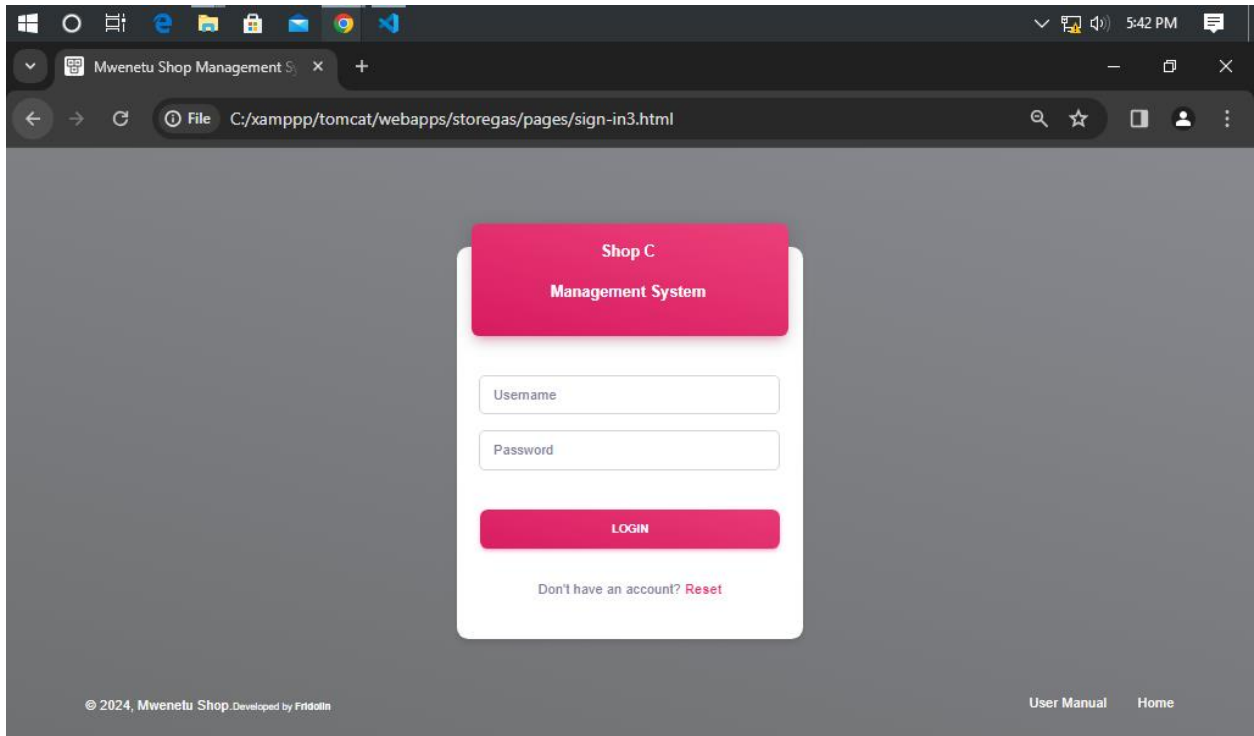 5:42 PM
Mwenetu Shop Management Sy
File C:/xamppp/tomcat/webapps/storegas/pages/sign-in3.html
Shop C
Management System
Username
Password
LOGIN
Don't have an account? Reset
© 2024, Mwenetu Shop.Developed by Fridolin
User Manual Home